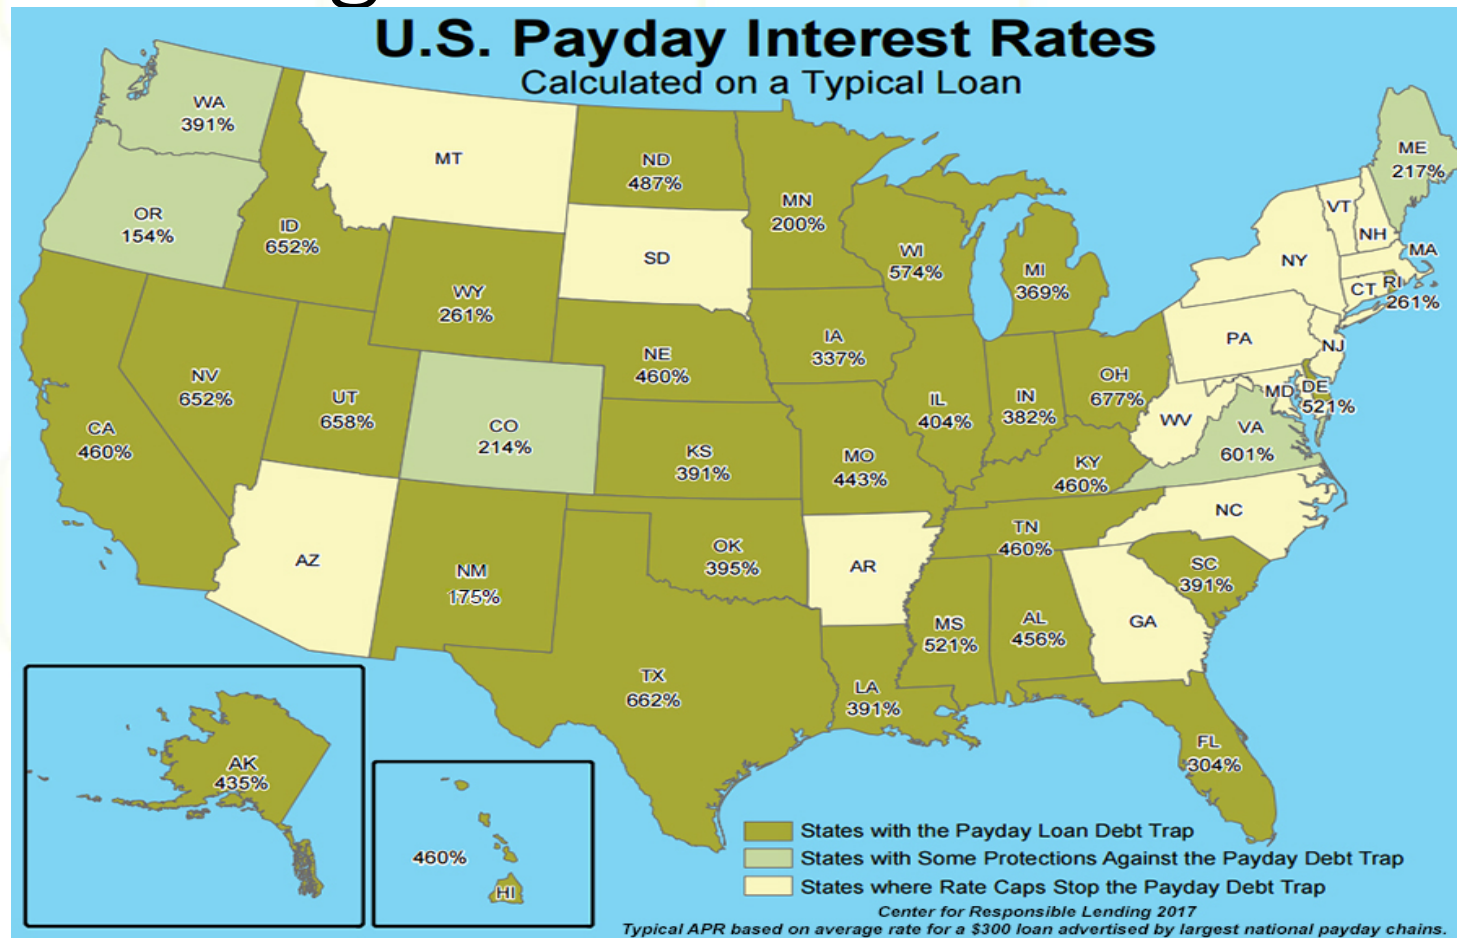 U.S. Payday Interest Rates
Calculated on a Typical Loan
WA
391%
OR
154%
ID
652%
MT
ND
487%
MN
200%
WI
574%
MI
369%
ME
217%
VT
NH
MA
NY
CT
RI
261%
SD
WY
261%
NE
460%
IA
337%
IL
404%
IN
382%
OH
677%
PA
NJ
MD
DE
521%
WV
VA
601%
CA
460%
NV
652%
UT
658%
CO
214%
KS
391%
MO
443%
KY
460%
TN
460%
NC
SC
391%
AZ
NM
175%
OK
395%
AR
MS
521%
AL
456%
GA
TX
662%
LA
391%
FL
304%
AK
435%
460%
HI
States with the Payday Loan Debt Trap
States with Some Protections Against the Payday Debt Trap
States where Rate Caps Stop the Payday Debt Trap
Center for Responsible Lending 2017
Typical APR based on average rate for a $300 loan advertised by largest national payday chains.